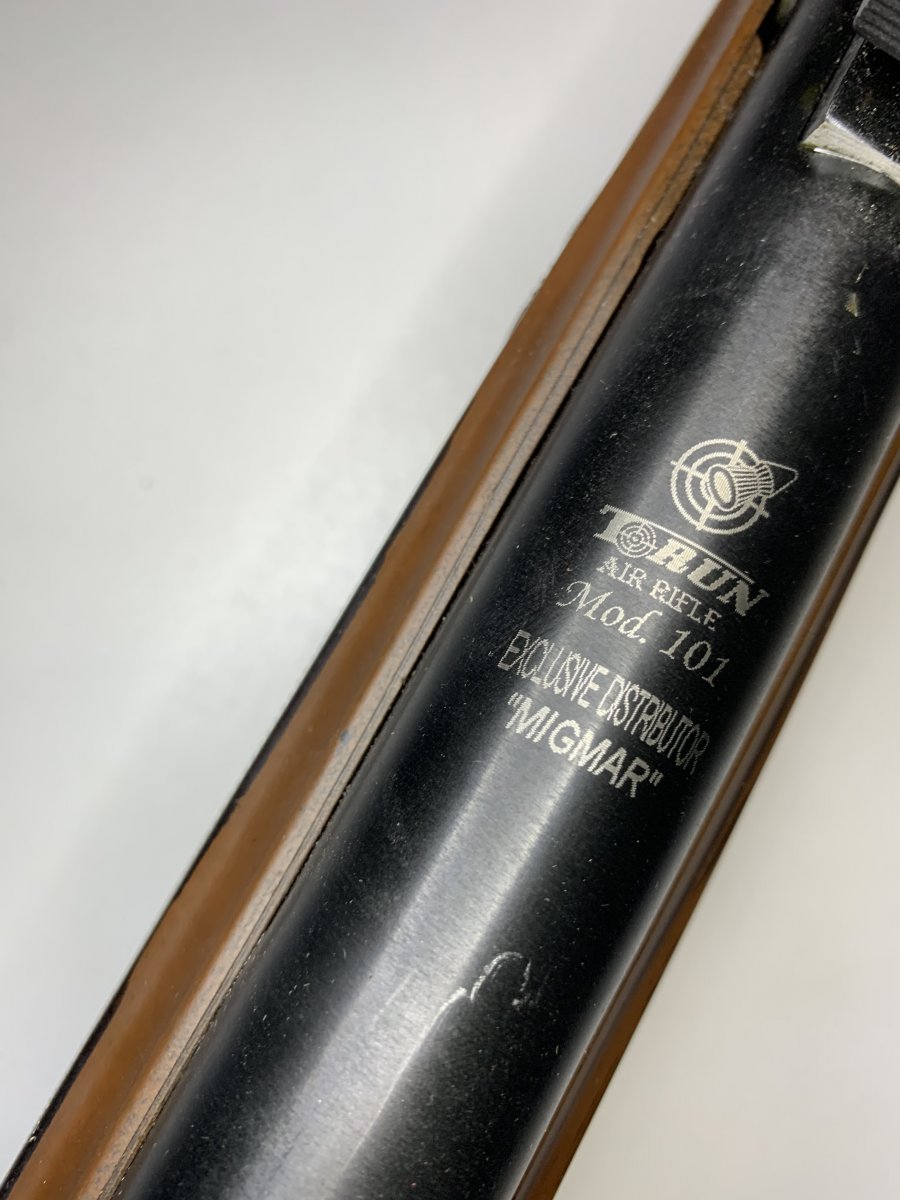 TORUN
AIR RIFLE
Mod. 101
EXCLUSIVE DISTRIBUTOR
"MIGMAR"